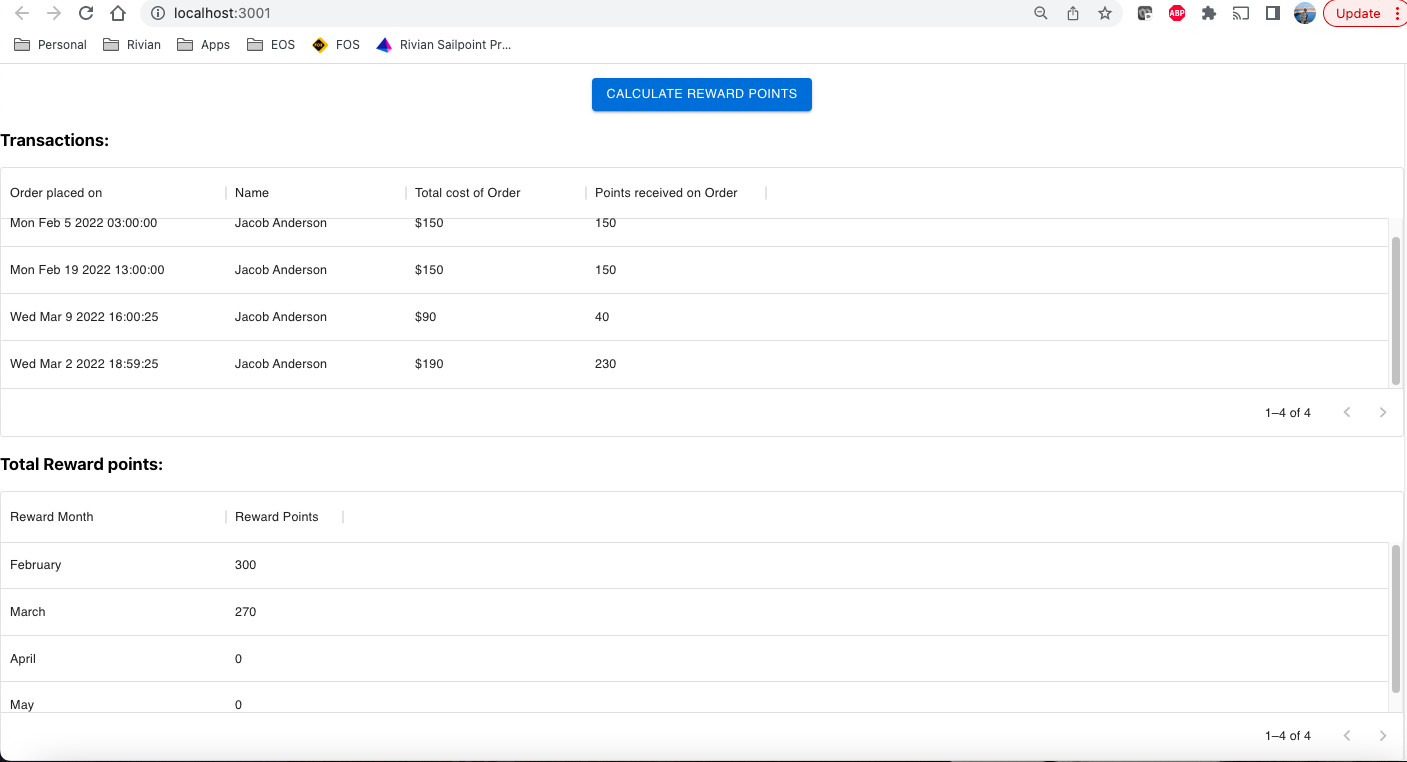 localhost:3001
ABP
Update
Personal Rivian Apps EOS FOS Rivian Sailpoint Pr...
CALCULATE REWARD POINTS
Transactions:
Order placed on Name Total cost of Order Points received on Order
Mon Feb 5 2022 03:00:00 Jacob Anderson $150 150
Mon Feb 19 2022 13:00:00 Jacob Anderson $150 150
Wed Mar 9 2022 16:00:25 Jacob Anderson $90 40
Wed Mar 2 2022 18:59:25 Jacob Anderson $190 230
1–4 of 4
Total Reward points:
Reward Month Reward Points
February 300
March 270
April 0
May 0
1–4 of 4